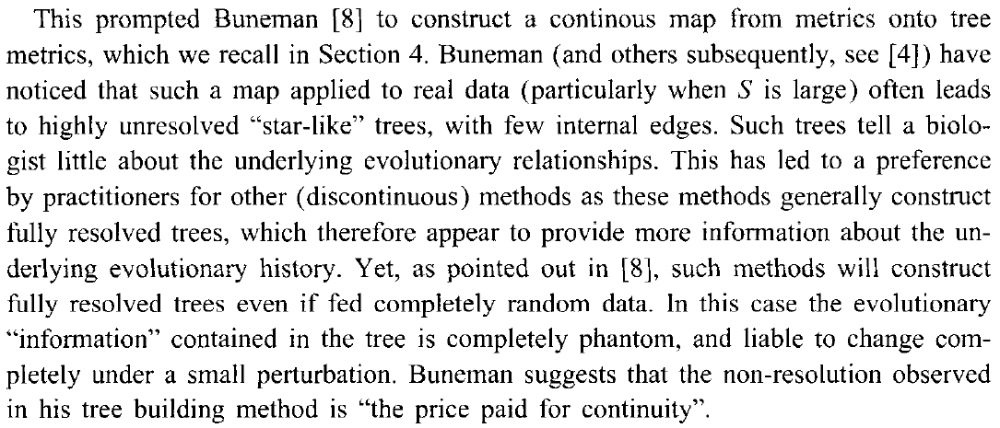 This prompted Buneman [8] to construct a continous map from metrics onto tree
metrics, which we recall in Section 4. Buneman (and others subsequently, see [4]) have
noticed that such a map applied to real data (particularly when S is large) often leads
to highly unresolved “star-like” trees, with few internal edges. Such trees tell a biolo-
gist little about the underlying evolutionary relationships. This has led to a preference
by practitioners for other (discontinuous) methods as these methods generally construct
fully resolved trees, which therefore appear to provide more information about the un-
derlying evolutionary history. Yet, as pointed out in [8], such methods will construct
fully resolved trees even if fed completely random data. In this case the evolutionary
“information” contained in the tree is completely phantom, and liable to change com-
pletely under a small perturbation. Buneman suggests that the non-resolution observed
in his tree building method is “the price paid for continuity”.